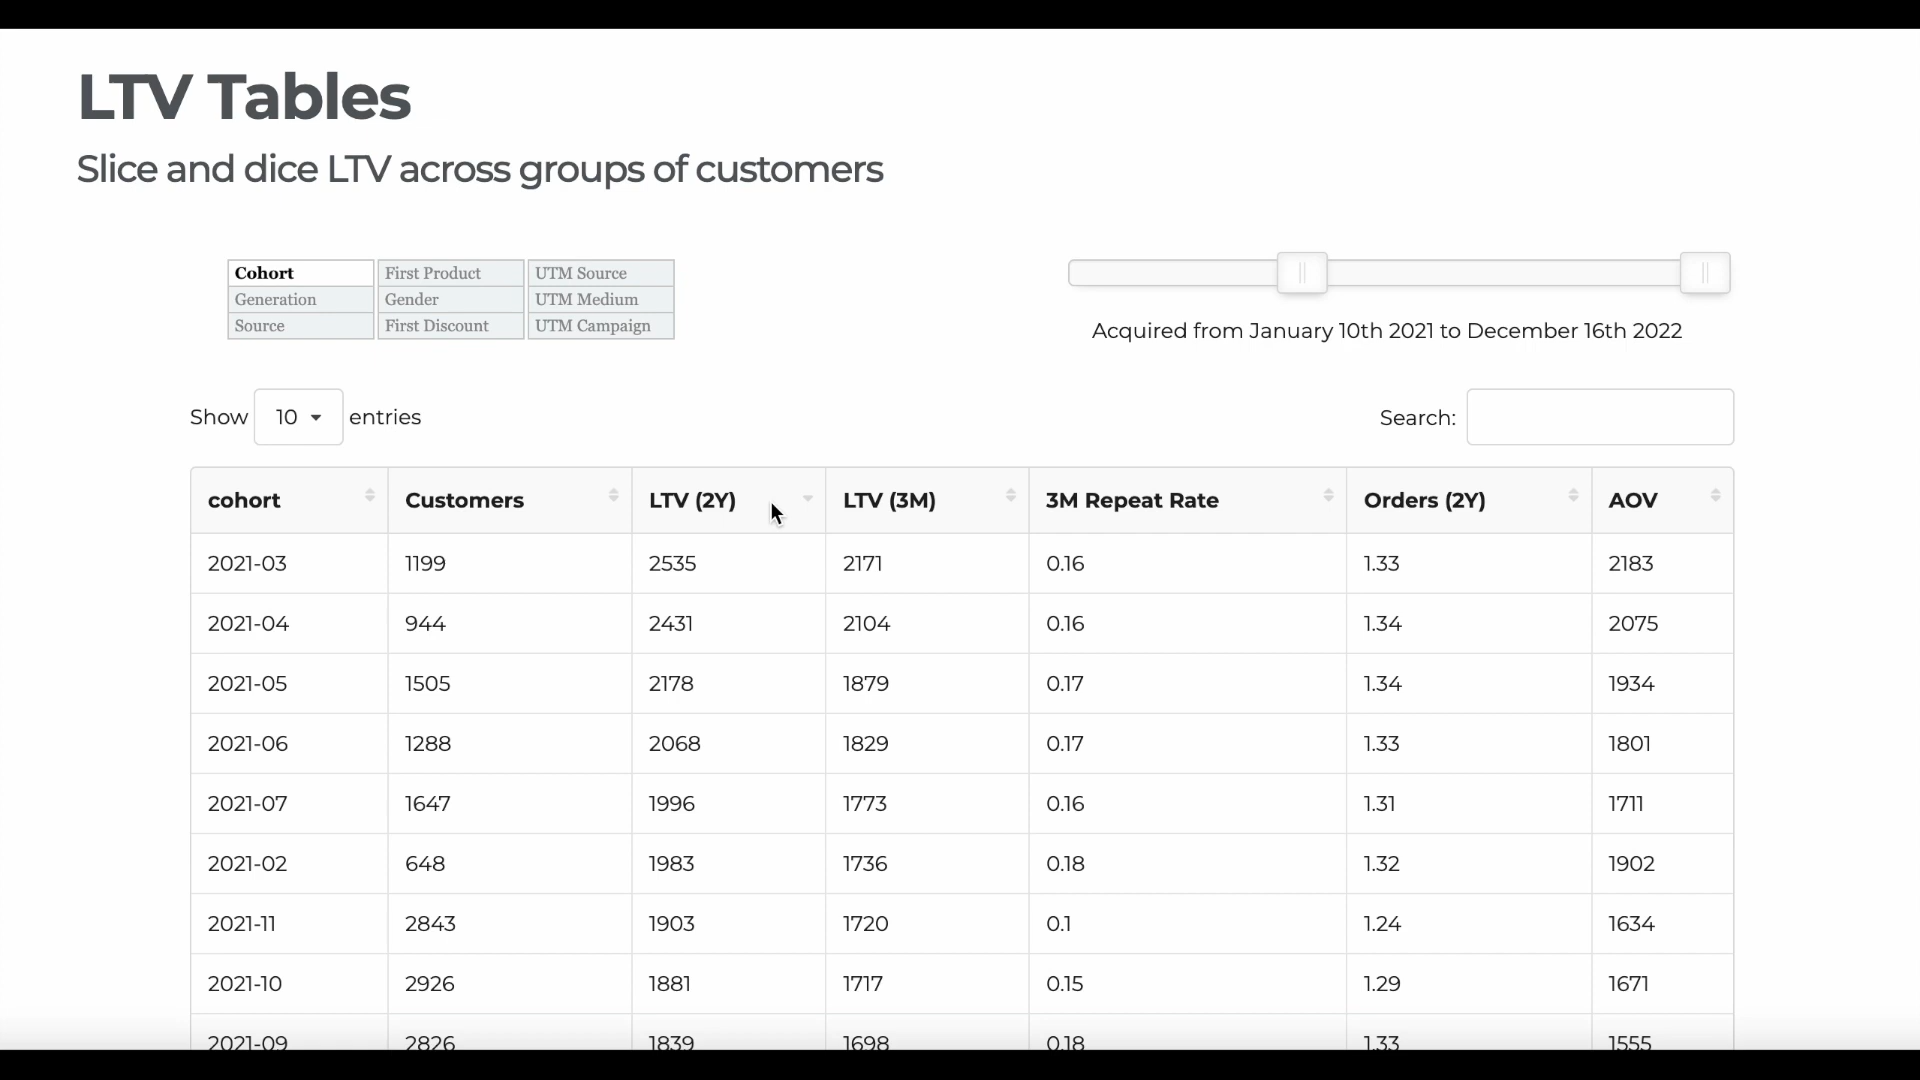 LTV Tables
Slice and dice LTV across groups of customers
Cohort First Product UTM Source
Generation Gender UTM Medium
Source First Discount UTM Campaign
Acquired from January 10th 2021 to December 16th 2022
Show 10 entries Search:
cohort Customers LTV (2Y) LTV (3M) 3M Repeat Rate Orders (2Y) AOV
2021-03 1199 2535 2171 0.16 1.33 2183
2021-04 944 2431 2104 0.16 1.34 2075
2021-05 1505 2178 1879 0.17 1.34 1934
2021-06 1288 2068 1829 0.17 1.33 1801
2021-07 1647 1996 1773 0.16 1.31 1711
2021-02 648 1983 1736 0.18 1.32 1902
2021-11 2843 1903 1720 0.1 1.24 1634
2021-10 2926 1881 1717 0.15 1.29 1671
2021-09 2826 1839 1698 0.18 1.33 1555